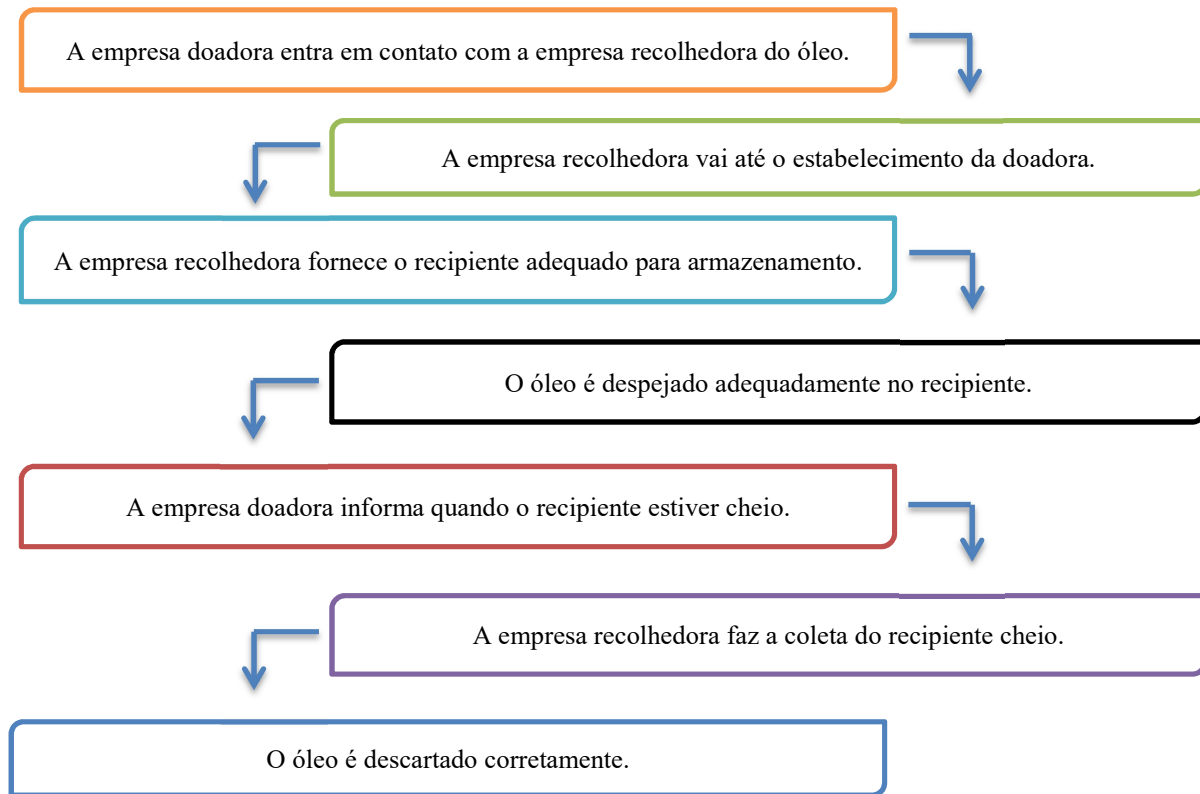 A empresa doadora entra em contato com a empresa recolhedora do óleo.
A empresa recolhedora vai até o estabelecimento da doadora.
A empresa recolhedora fornece o recipiente adequado para armazenamento.
O óleo é despejado adequadamente no recipiente.
A empresa doadora informa quando o recipiente estiver cheio.
A empresa recolhedora faz a coleta do recipiente cheio.
O óleo é descartado corretamente.